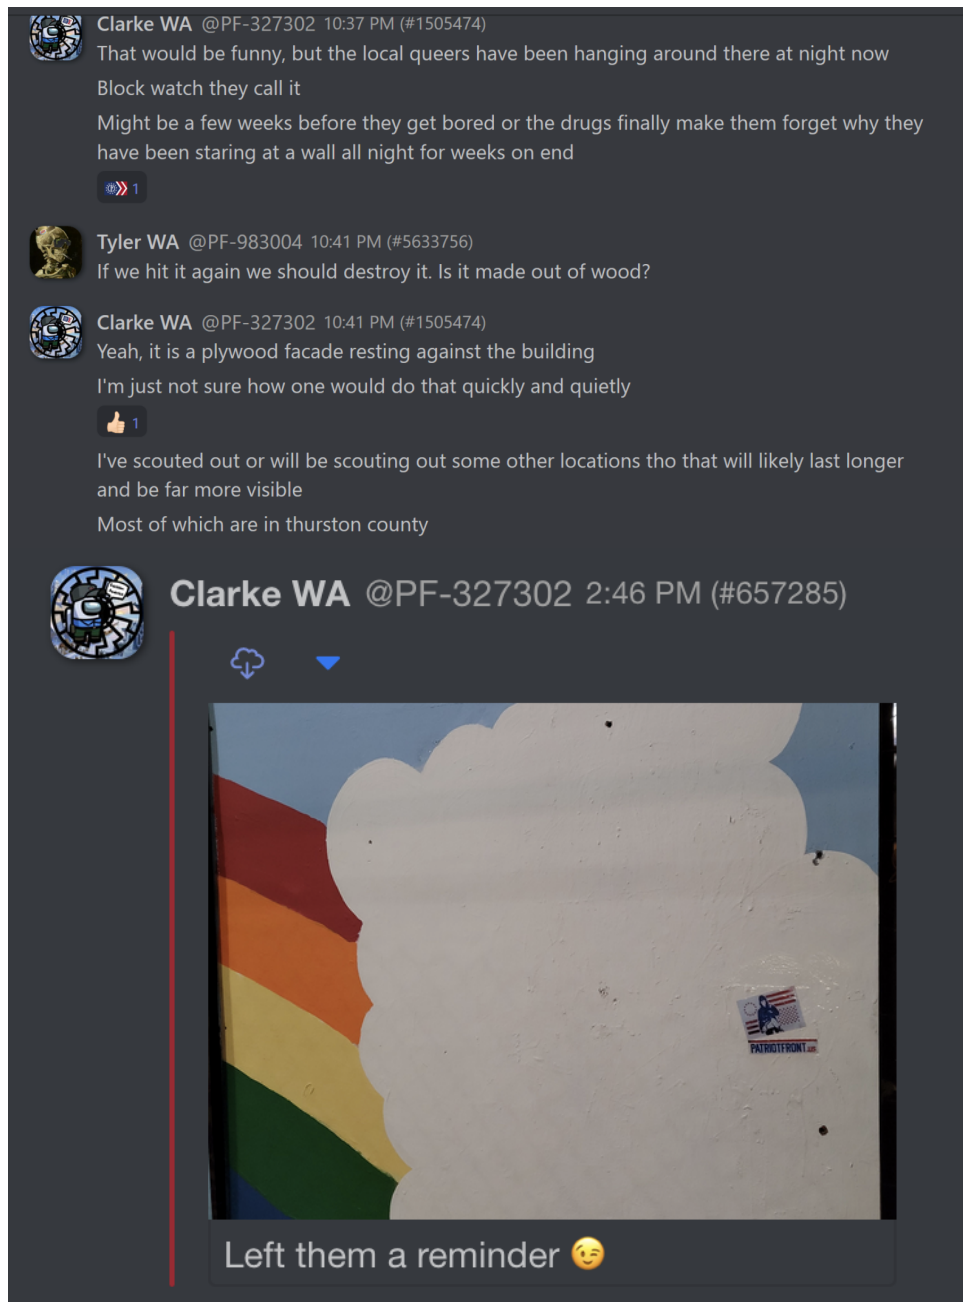 Clarke WA @PF-327302 10:37 PM (#1505474)
That would be funny, but the local queers have been hanging around there at night now
Block watch they call it
Might be a few weeks before they get bored or the drugs finally make them forget why they
have been staring at a wall all night for weeks on end
1
Tyler WA @PF-983004 10:41 PM (#5633756)
If we hit it again we should destroy it. Is it made out of wood?
Clarke WA @PF-327302 10:41 PM (#1505474)
Yeah, it is a plywood facade resting against the building
I'm just not sure how one would do that quickly and quietly
👍🏻 1
I've scouted out or will be scouting out some other locations tho that will likely last longer
and be far more visible
Most of which are in thurston county
Clarke WA @PF-327302 2:46 PM (#657285)
PATRIOTFRONT.US
Left them a reminder 😉